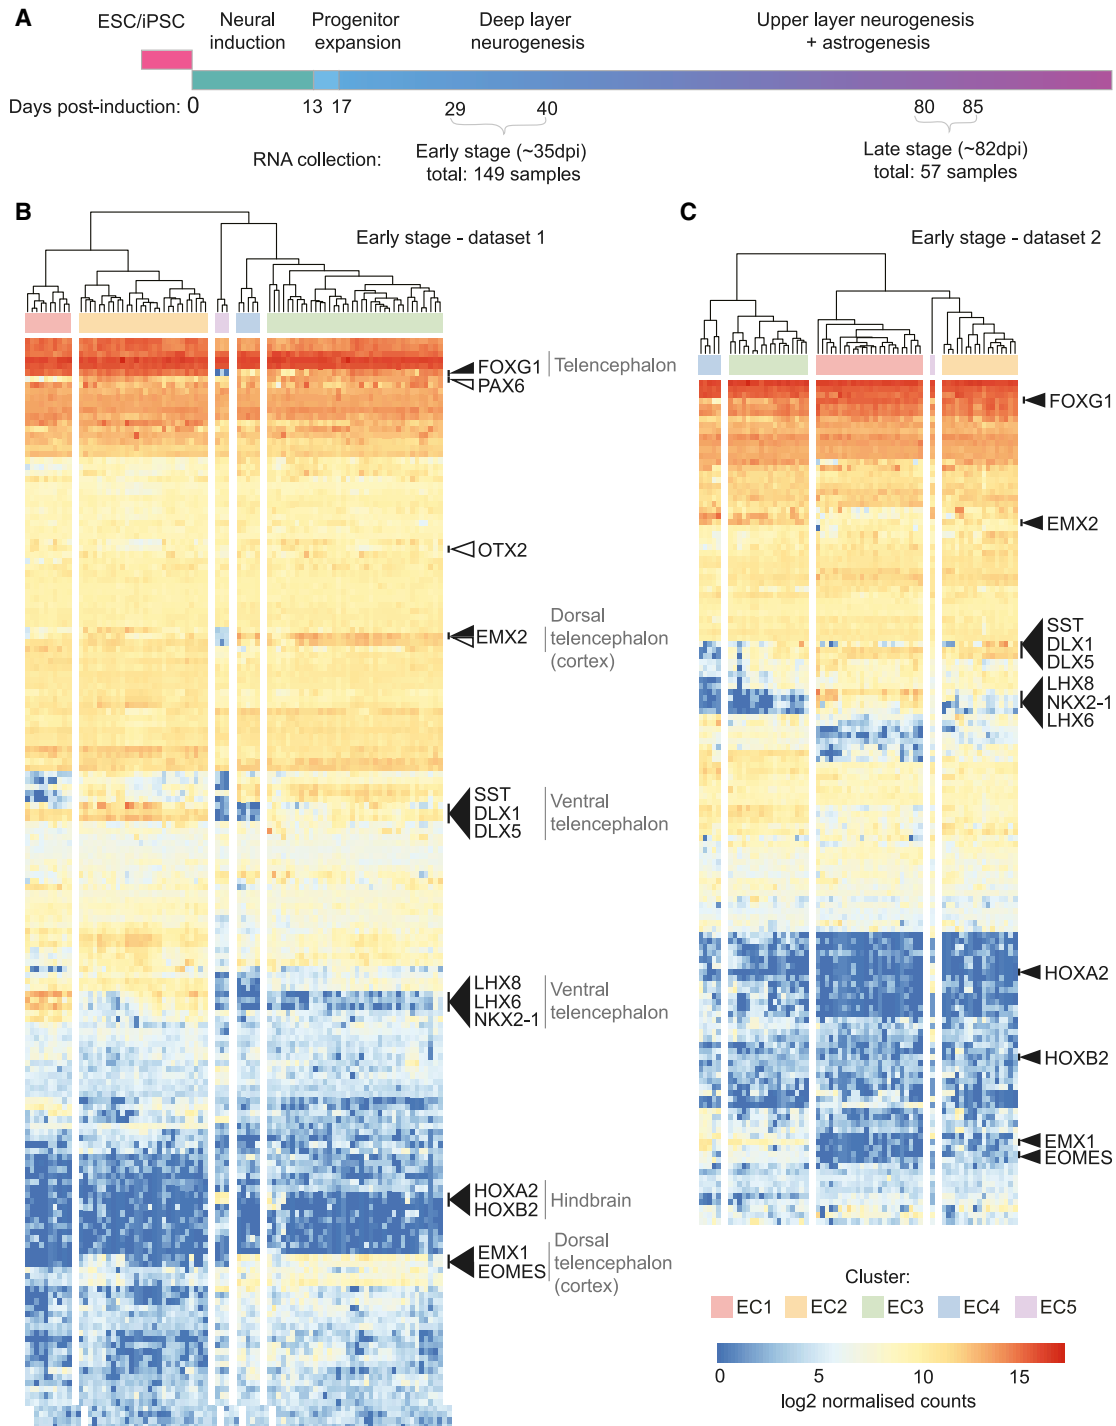 A
ESC/iPSC
Neural
induction
Progenitor
expansion
Deep layer
neurogenesis
Upper layer neurogenesis
+ astrogenesis
Days post-induction: 0
13 17
29
40
80
85
RNA collection:
Early stage (~35dpi)
total: 149 samples
Late stage (~82dpi)
total: 57 samples
B
Early stage - dataset 1
FOXG1
PAX6
Telencephalon
OTX2
EMX2
Dorsal
telencephalon
(cortex)
SST
DLX1
DLX5
Ventral
telencephalon
LHX8
LHX6
NKX2-1
Ventral
telencephalon
HOXA2
HOXB2
Hindbrain
EMX1
EOMES
Dorsal
telencephalon
(cortex)
C
Early stage - dataset 2
FOXG1
EMX2
SST
DLX1
DLX5
LHX8
NKX2-1
LHX6
HOXA2
HOXB2
EMX1
EOMES
Cluster:
EC1 EC2 EC3 EC4 EC5
0 5 10 15
log2 normalised counts